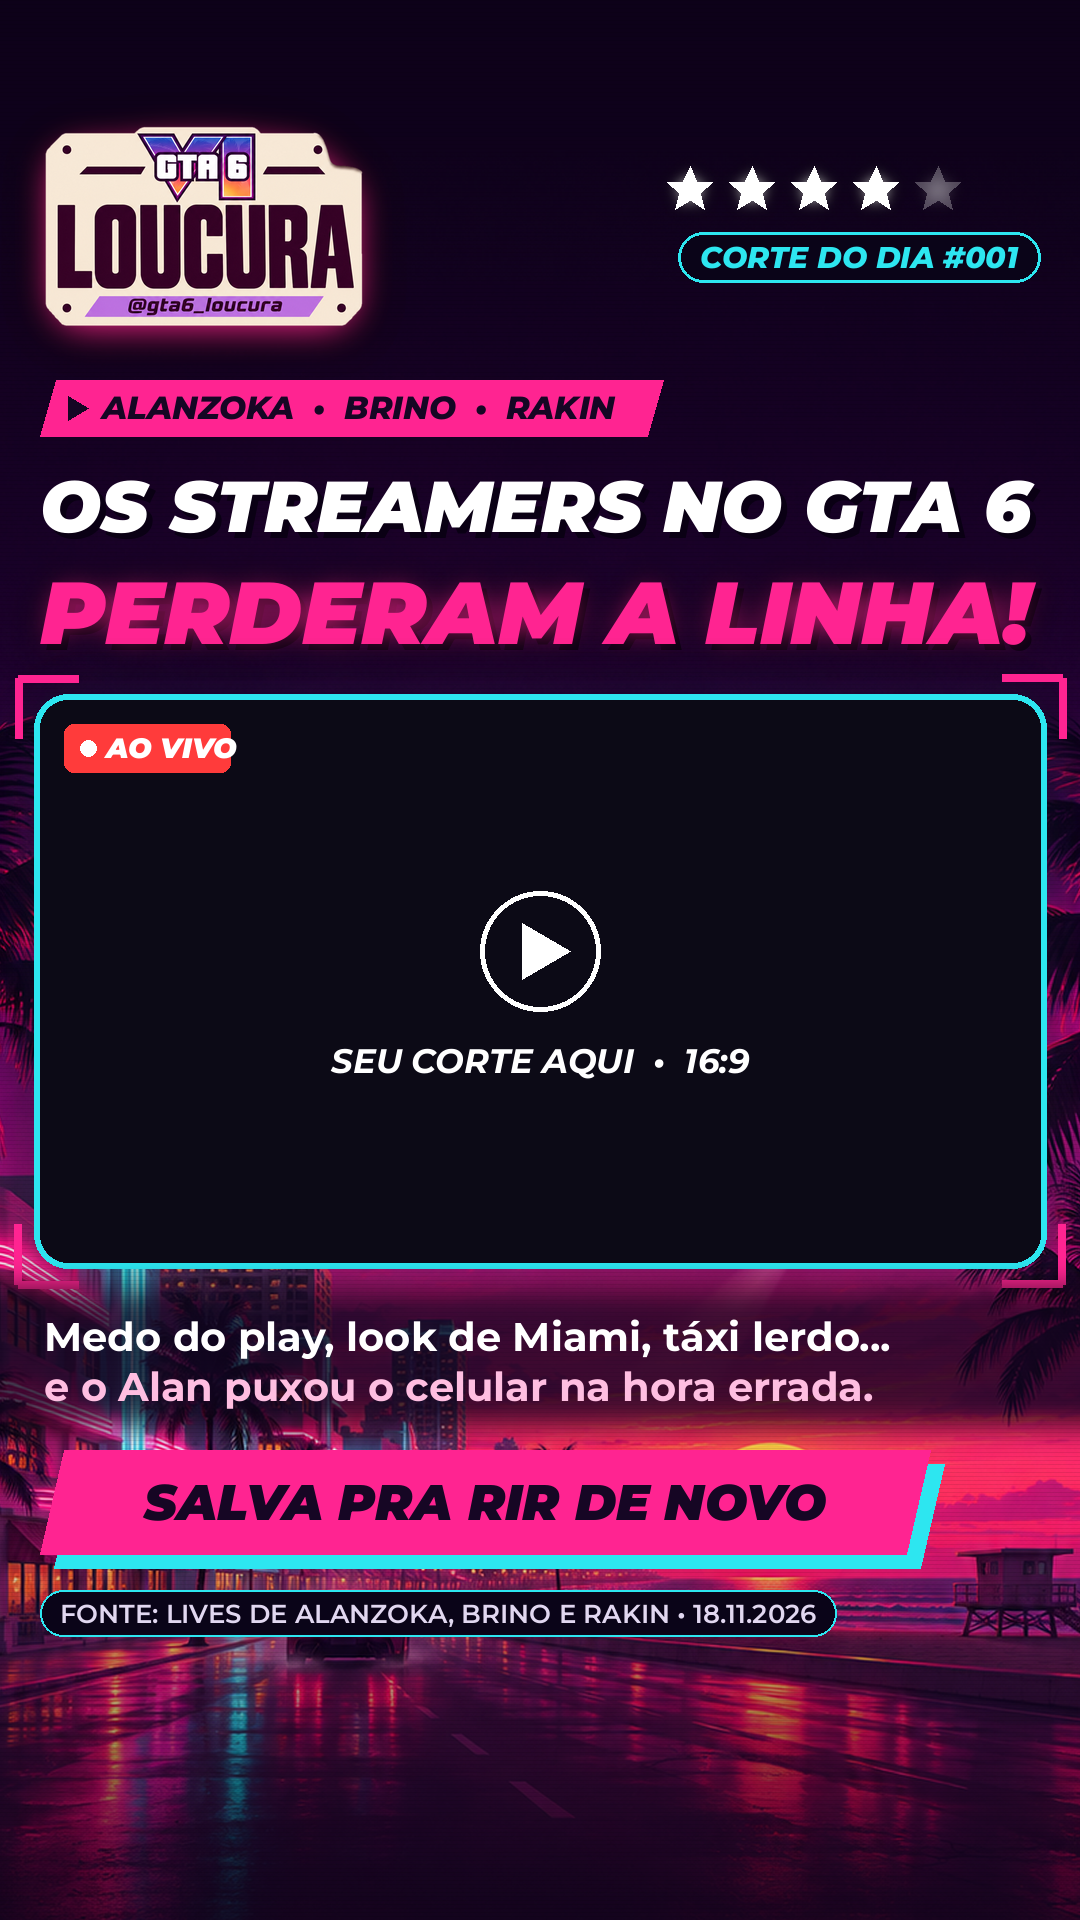 GTA 6
LOUCURA
@gta6_loucura
CORTE DO DIA #001
ALANZOKA • BRINO • RAKIN
OS STREAMERS NO GTA 6
PERDERAM A LINHA!
AO VIVO
SEU CORTE AQUI • 16:9
Medo do play, look de Miami, táxi lerdo...
e o Alan puxou o celular na hora errada.
SALVA PRA RIR DE NOVO
FONTE: LIVES DE ALANZOKA, BRINO E RAKIN • 18.11.2026